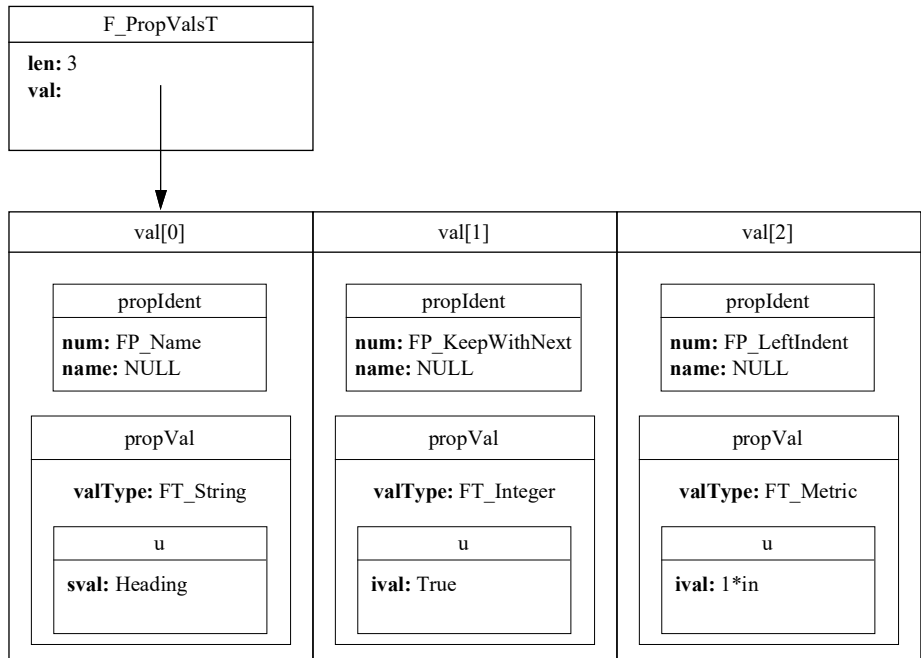 F_PropValsT
len: 3
val:
val[0]
val[1]
val[2]
propIdent
num: FP_Name
name: NULL
propIdent
num: FP_KeepWithNext
name: NULL
propIdent
num: FP_LeftIndent
name: NULL
propVal
valType: FT_String
u
sval: Heading
propVal
valType: FT_Integer
u
ival: True
propVal
valType: FT_Metric
u
ival: 1*in